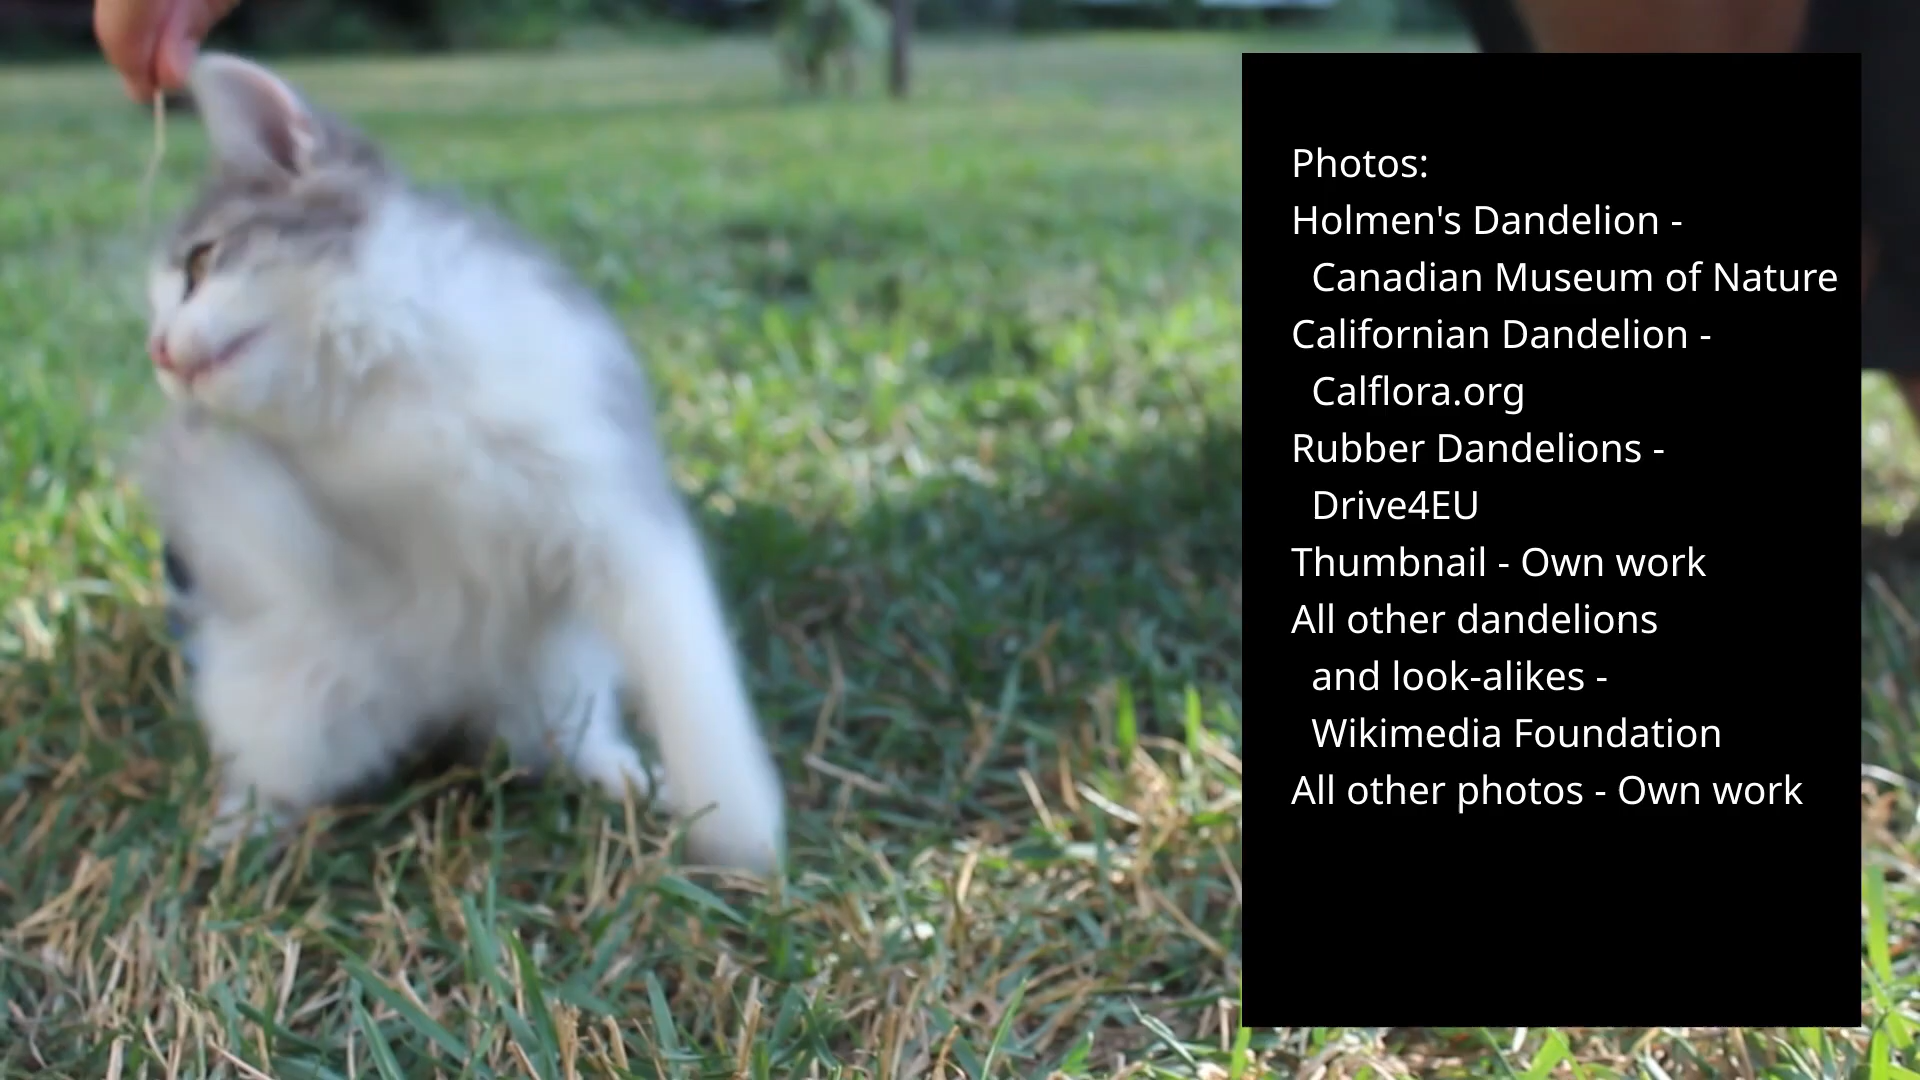 Photos:
Holmen's Dandelion -
Canadian Museum of Nature
Californian Dandelion -
Calflora.org
Rubber Dandelions -
Drive4EU
Thumbnail - Own work
All other dandelions
and look-alikes -
Wikimedia Foundation
All other photos - Own work